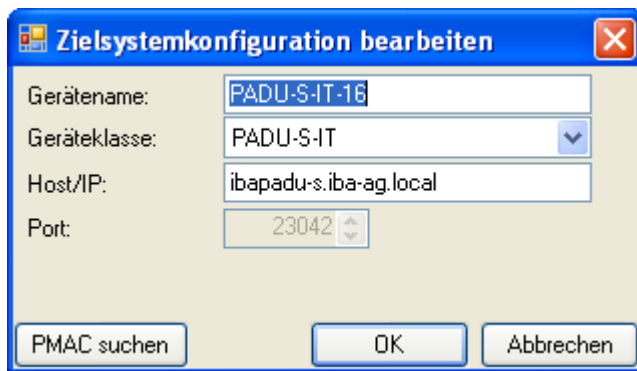 Zielsystemkonfiguration bearbeiten
Gerätename: PADU-S-IT-16
Geräteklasse: PADU-S-IT
Host/IP: ibapadu-s.iba-ag.local
Port: 23042
PMAC suchen OK Abbrechen